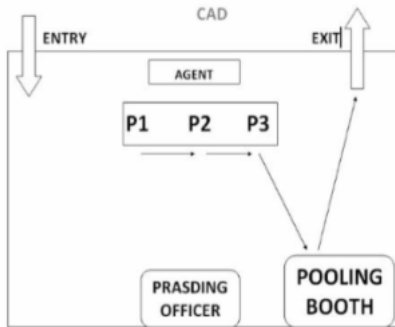 CAD
ENTRY
EXIT
AGENT
P1 P2 P3
PRASDING
OFFICER
POOLING
BOOTH